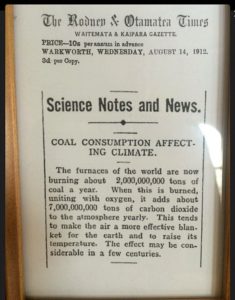 The Rodney & Otamatea Times
WAITEMATA & KAIPARA GAZETTE.
PRICE—10s per annum in advance
WARKWORTH, WEDNESDAY, AUGUST 14, 1912.
3d per Copy.
Science Notes and News.
COAL CONSUMPTION AFFECT-
ING CLIMATE.
The furnaces of the world are now
burning about 2,000,000,000 tons of
coal a year. When this is burned,
uniting with oxygen, it adds about
7,000,000,000 tons of carbon dioxide
to the atmosphere yearly. This tends
to make the air a more effective blan-
ket for the earth and to raise its
temperature. The effect may be con-
siderable in a few centuries.